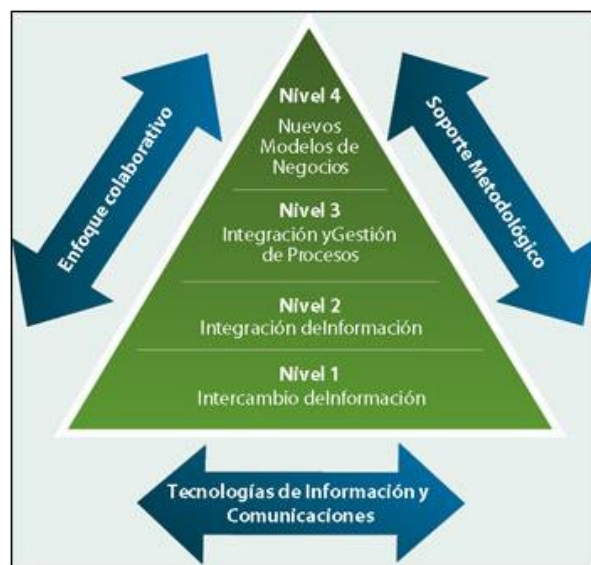 Nivel 4
Nuevos
Modelos de
Negocios
Nivel 3
Integración yGestión
de Procesos
Nivel 2
Integración deInformación
Nivel 1
Intercambio deInformación
Enfoque colaborativo
Soporte Metodológico
Tecnologías de Información y
Comunicaciones